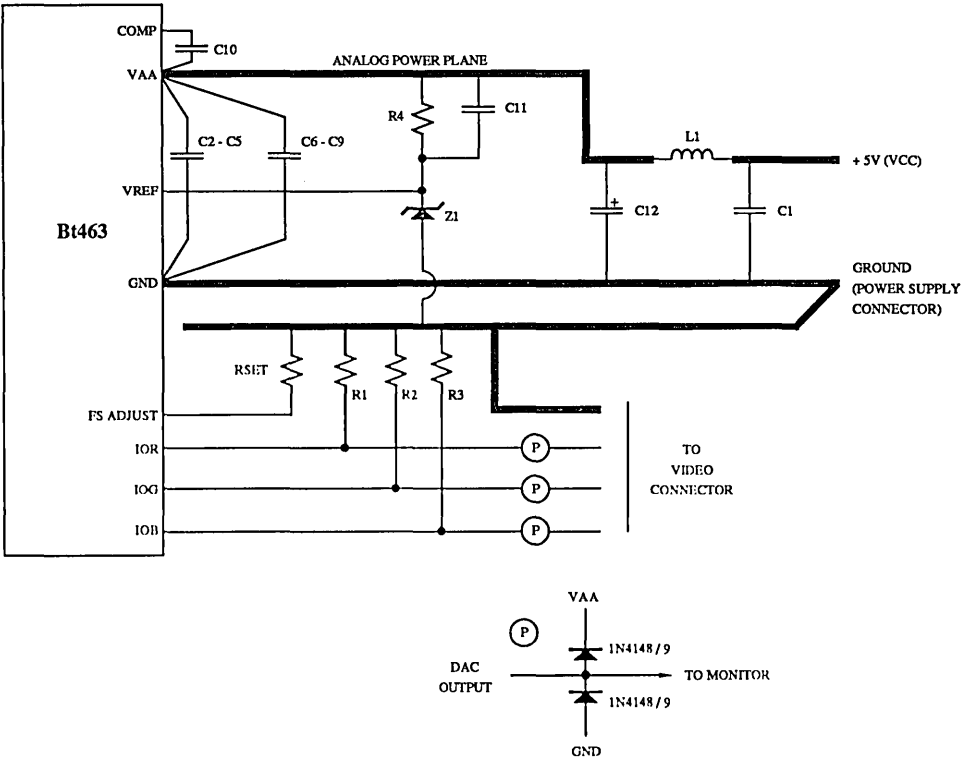 COMP
C10
VAA
ANALOG POWER PLANE
R4
C11
C2 - C5
C6 - C9
L1
+ 5V (VCC)
VREF
Z1
+
C12
C1
Bt463
GND
GROUND
(POWER SUPPLY
CONNECTOR)
RSET
R1
R2
R3
FS ADJUST
IOR
P
IOG
P
IOB
P
TO
VIDEO
CONNECTOR
VAA
P
1N4148 / 9
DAC
OUTPUT
TO MONITOR
1N4148 / 9
GND